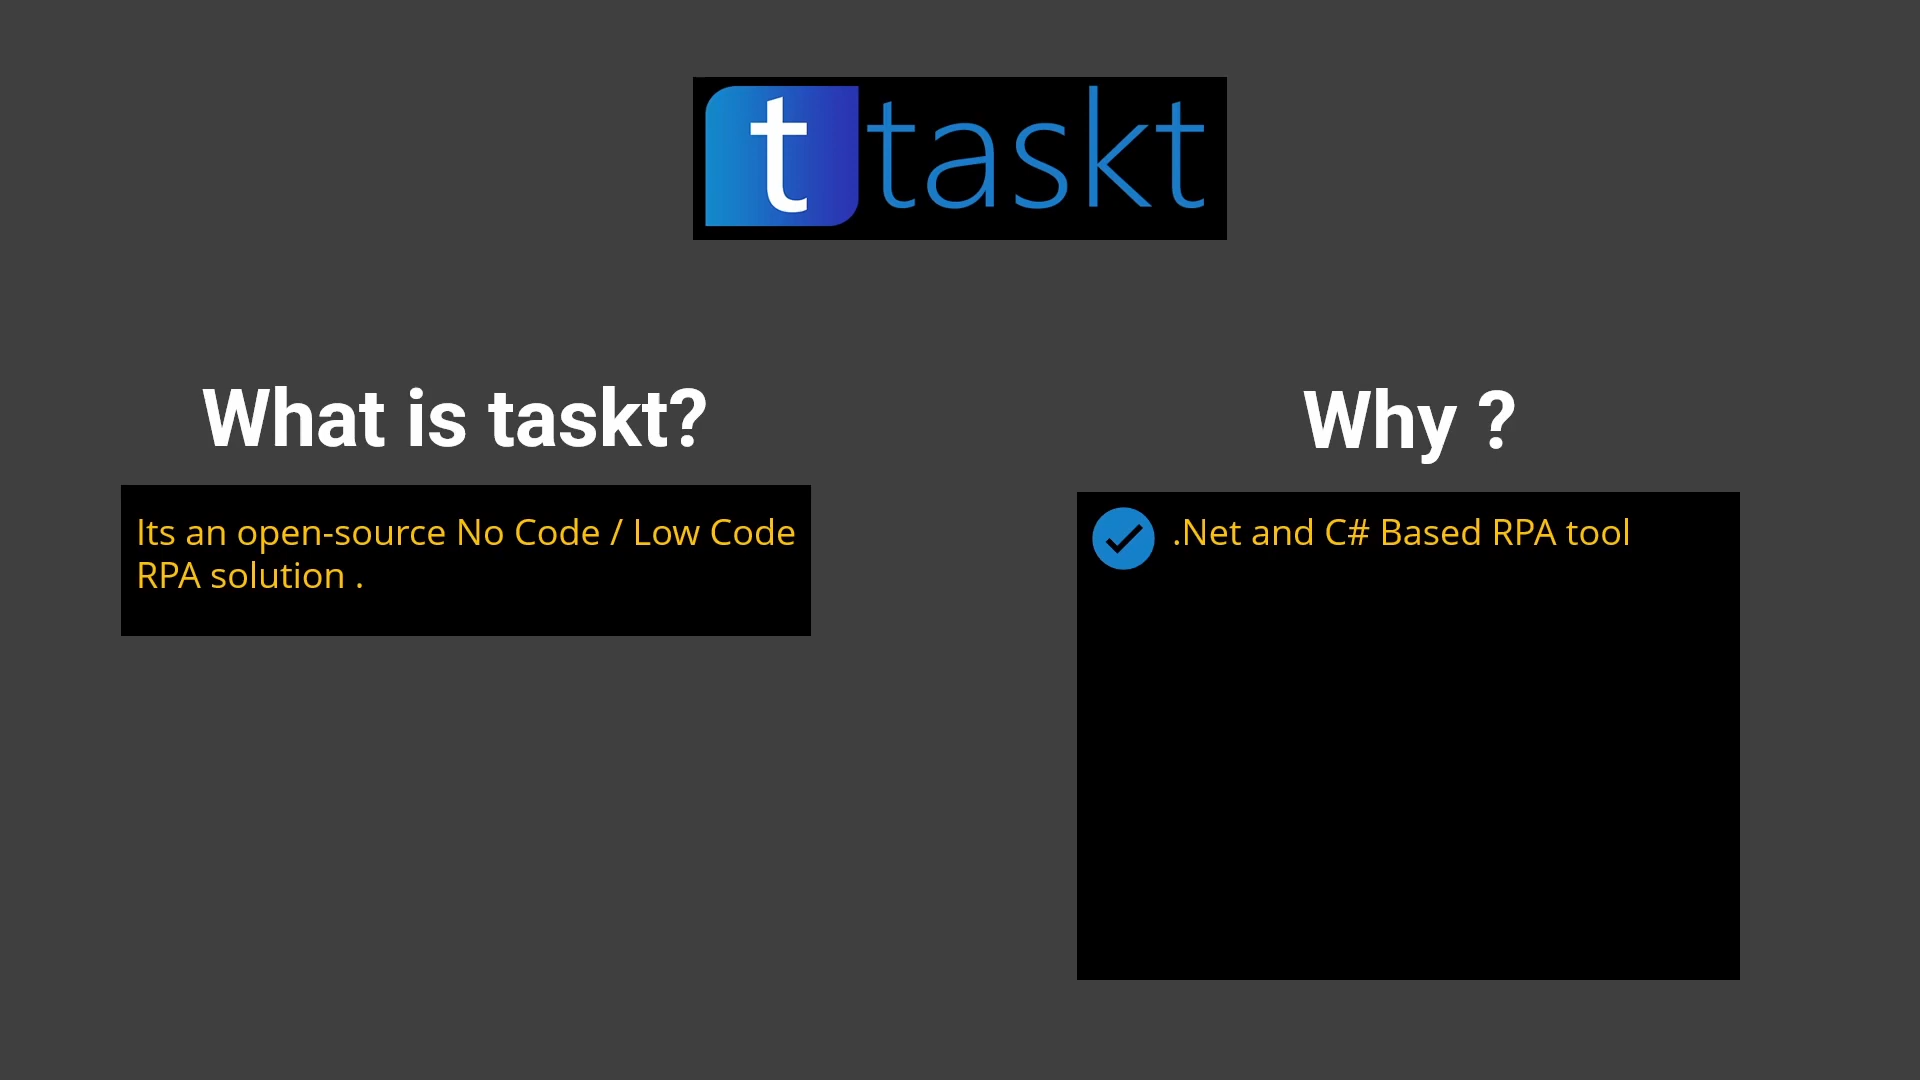 t taskt
What is taskt?
Its an open-source No Code / Low Code
RPA solution .
Why ?
.Net and C# Based RPA tool